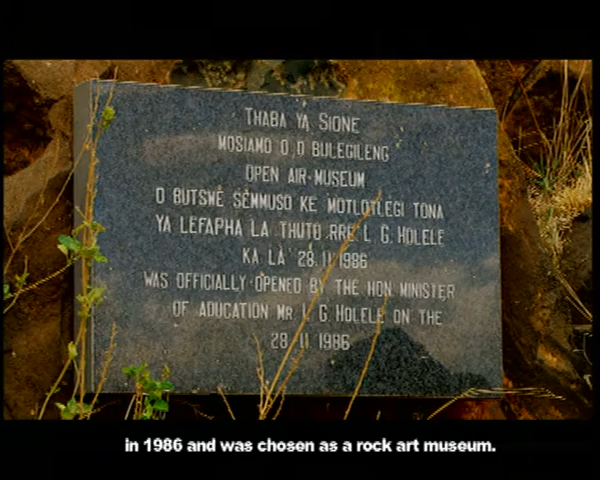 THABA YA SIONE
MOSIAMO O O BULEGILENG
OPEN AIR-MUSEUM
O BUTSWE SEMMUSO KE MOTLOTLEGI TONA
YA LEFAPHA LA THUTO RRE L G. HOLELE
KA LA 28.11.1986
WAS OFFICIALLY OPENED BY THE HON MINISTER
OF ADUCATION MR L G HOLELE ON THE
28 11 1986
in 1986 and was chosen as a rock art museum.